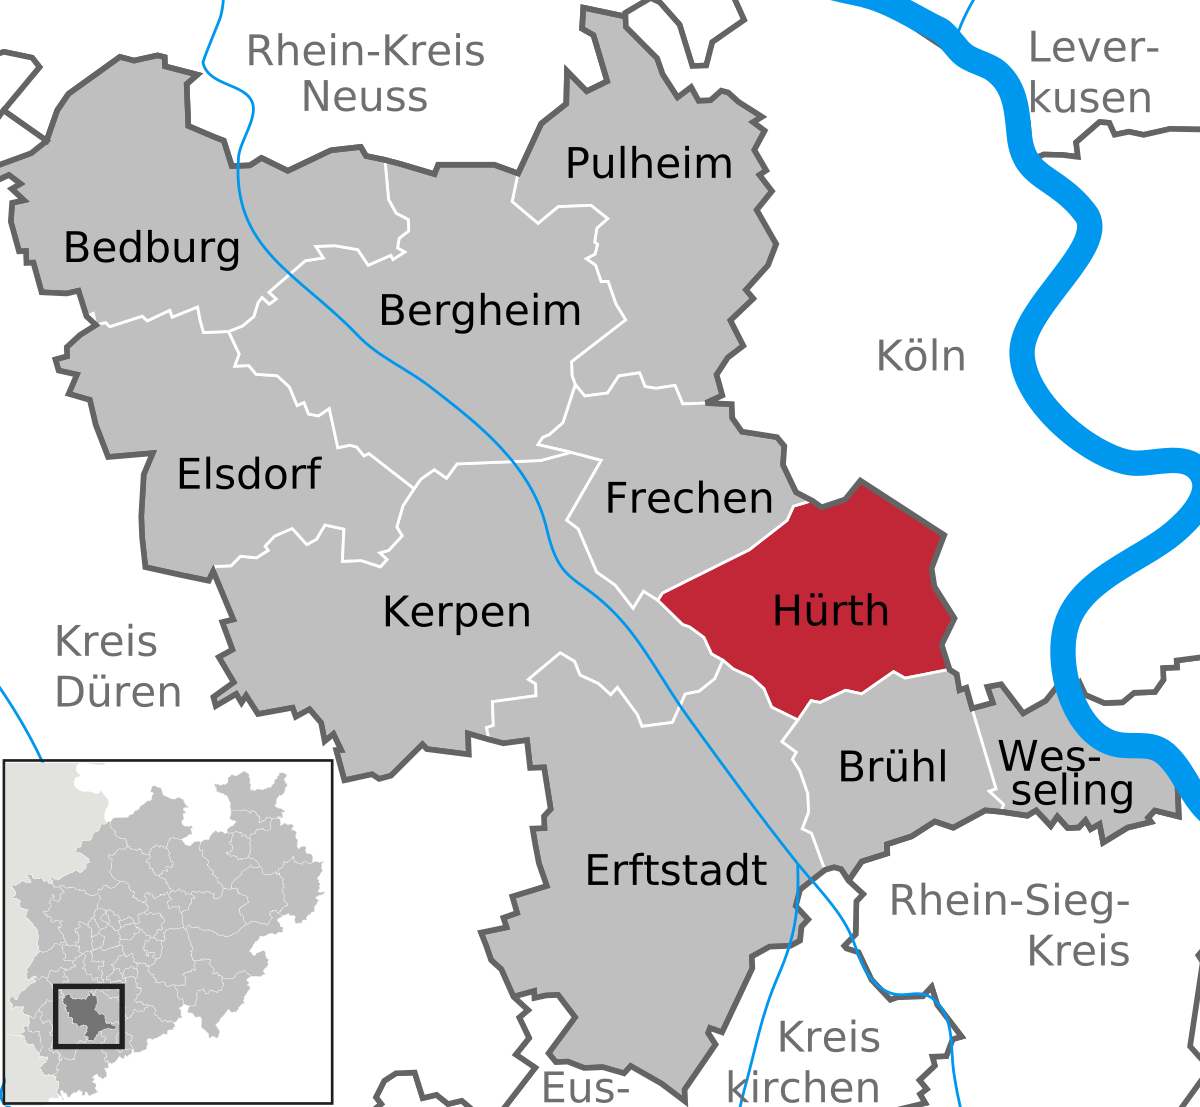 Rhein-Kreis
Neuss
Lever-
kusen
Pulheim
Bedburg
Bergheim
Köln
Elsdorf
Frechen
Kerpen
Hürth
Kreis
Düren
Brühl
Wes-
seling
Erftstadt
Rhein-Sieg-
Kreis
Kreis
Eus-
kirchen